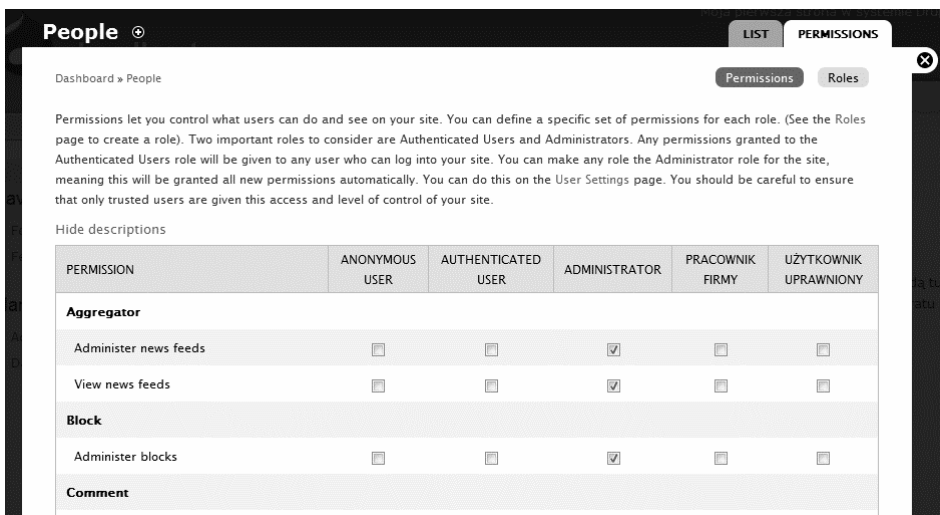 Moja pierwsza strona w systemie Dru
People
LIST
PERMISSIONS
Dashboard » People
Permissions
Roles
Permissions let you control what users can do and see on your site. You can define a specific set of permissions for each role. (See the Roles
page to create a role). Two important roles to consider are Authenticated Users and Administrators. Any permissions granted to the
Authenticated Users role will be given to any user who can log into your site. You can make any role the Administrator role for the site,
meaning this will be granted all new permissions automatically. You can do this on the User Settings page. You should be careful to ensure
that only trusted users are given this access and level of control of your site.
Hide descriptions
PERMISSION
ANONYMOUS
USER
AUTHENTICATED
USER
ADMINISTRATOR
PRACOWNIK
FIRMY
UŻYTKOWNIK
UPRAWNIONY
Aggregator
Administer news feeds
View news feeds
Block
Administer blocks
Comment